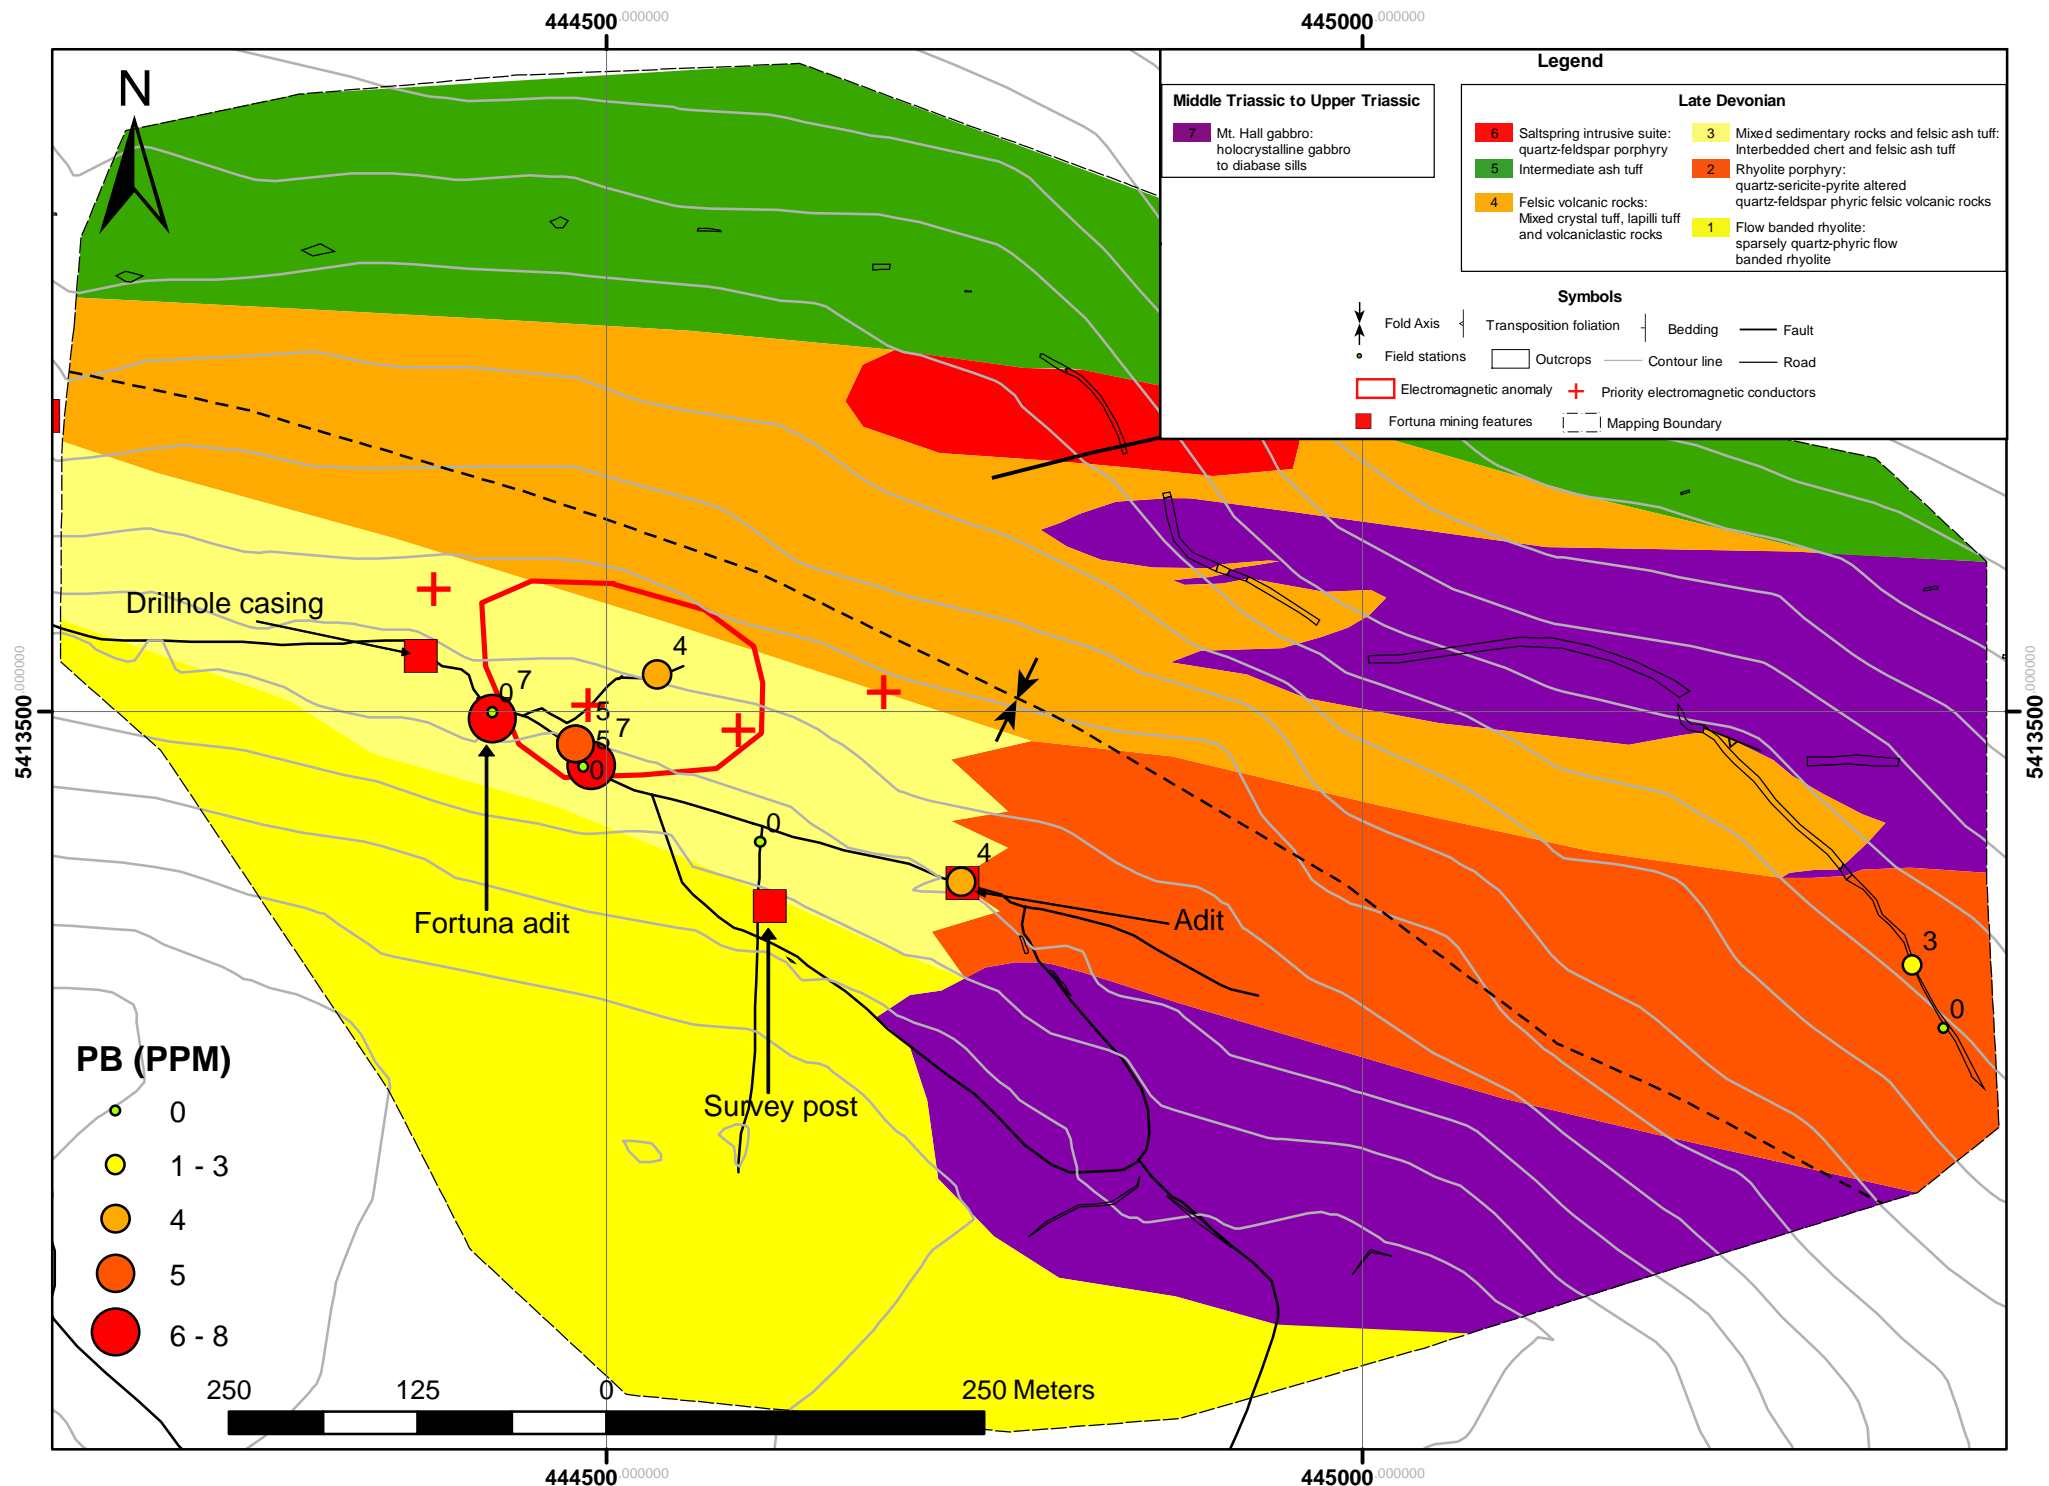 444500.000000
445000.000000
N
Legend
Middle Triassic to Upper Triassic
7 Mt. Hall gabbro:
holocrystalline gabbro
to diabase sills
Late Devonian
6 Saltspring intrusive suite:
quartz-feldspar porphyry
5 Intermediate ash tuff
4 Felsic volcanic rocks:
Mixed crystal tuff, lapilli tuff
and volcaniclastic rocks
3 Mixed sedimentary rocks and felsic ash tuff:
Interbedded chert and felsic ash tuff
2 Rhyolite porphyry:
quartz-sericite-pyrite altered
quartz-feldspar phyric felsic volcanic rocks
1 Flow banded rhyolite:
sparsely quartz-phyric flow
banded rhyolite
Symbols
Fold Axis
Transposition foliation
Bedding
Fault
Field stations
Outcrops
Contour line
Road
Electromagnetic anomaly
Priority electromagnetic conductors
Fortuna mining features
Mapping Boundary
Drillhole casing
4
0 7
5
7
5
0
5413500.000000
5413500.000000
0
4
Fortuna adit
Adit
3
0
Survey post
PB (PPM)
0
1 - 3
4
5
6 - 8
250 125 0 250 Meters
444500.000000
445000.000000